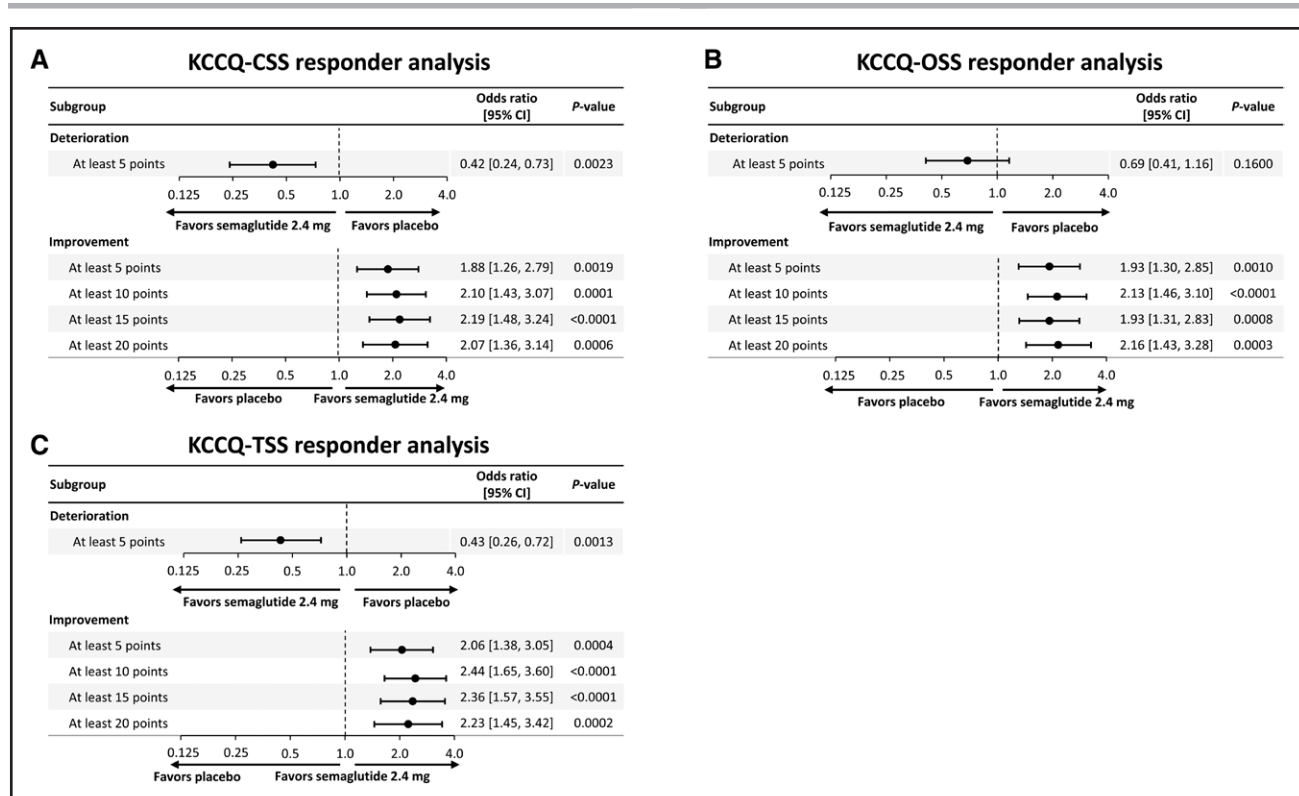 A
KCCQ-CSS responder analysis
Subgroup
Odds ratio
[95% CI]
P-value
Deterioration
At least 5 points 0.42 [0.24, 0.73] 0.0023
0.125 0.25 0.5 1.0 2.0 4.0
Favors semaglutide 2.4 mg Favors placebo
Improvement
At least 5 points 1.88 [1.26, 2.79] 0.0019
At least 10 points 2.10 [1.43, 3.07] 0.0001
At least 15 points 2.19 [1.48, 3.24] <0.0001
At least 20 points 2.07 [1.36, 3.14] 0.0006
0.125 0.25 0.5 1.0 2.0 4.0
Favors placebo Favors semaglutide 2.4 mg
B
KCCQ-OSS responder analysis
Subgroup
Odds ratio
[95% CI]
P-value
Deterioration
At least 5 points 0.69 [0.41, 1.16] 0.1600
0.125 0.25 0.5 1.0 2.0 4.0
Favors semaglutide 2.4 mg Favors placebo
Improvement
At least 5 points 1.93 [1.30, 2.85] 0.0010
At least 10 points 2.13 [1.46, 3.10] <0.0001
At least 15 points 1.93 [1.31, 2.83] 0.0008
At least 20 points 2.16 [1.43, 3.28] 0.0003
0.125 0.25 0.5 1.0 2.0 4.0
Favors placebo Favors semaglutide 2.4 mg
C
KCCQ-TSS responder analysis
Subgroup
Odds ratio
[95% CI]
P-value
Deterioration
At least 5 points 0.43 [0.26, 0.72] 0.0013
0.125 0.25 0.5 1.0 2.0 4.0
Favors semaglutide 2.4 mg Favors placebo
Improvement
At least 5 points 2.06 [1.38, 3.05] 0.0004
At least 10 points 2.44 [1.65, 3.60] <0.0001
At least 15 points 2.36 [1.57, 3.55] <0.0001
At least 20 points 2.23 [1.45, 3.42] 0.0002
0.125 0.25 0.5 1.0 2.0 4.0
Favors placebo Favors semaglutide 2.4 mg